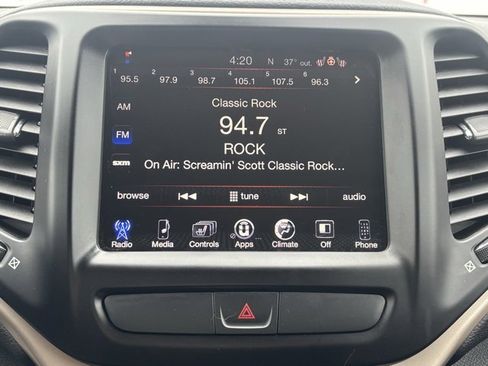 4:20 N 37° out.
1 95.5 2 97.9 3 98.7 4 105.1 5 107.5 6 96.3
AM
Classic Rock
94.7 ST
FM
ROCK
sxm
On Air: Screamin' Scott Classic Rock...
browse tune audio
Radio Media Controls Apps Climate Off Phone